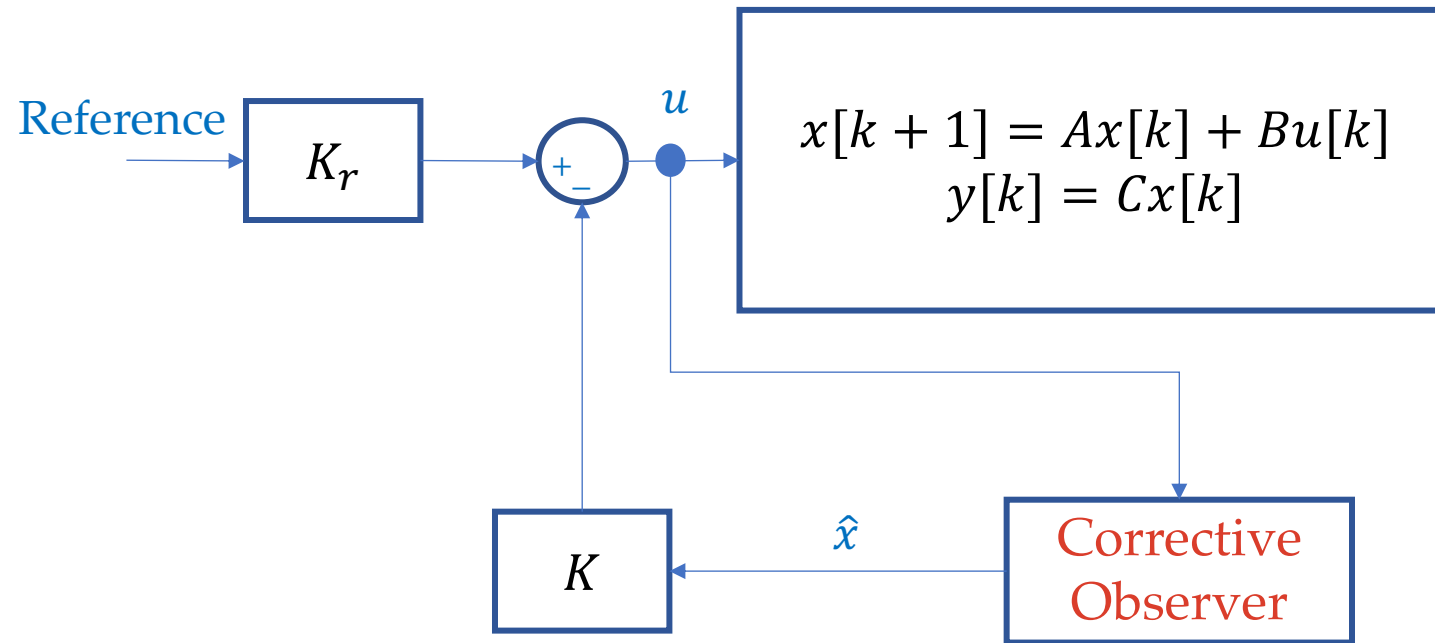 Reference
K_r
+
−
u
x[k + 1] = Ax[k] + Bu[k]
y[k] = Cx[k]
K
x̂
Corrective
Observer